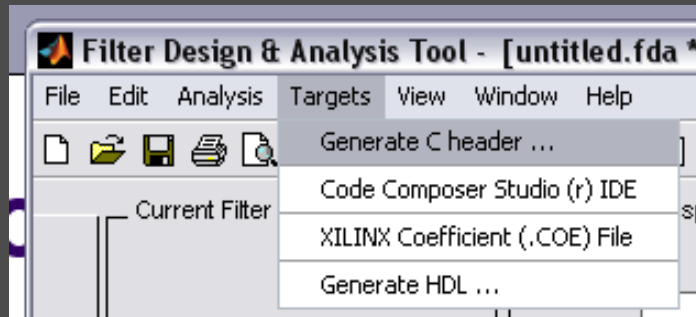 Filter Design & Analysis Tool - [untitled.fda *
File Edit Analysis Targets View Window Help
Generate C header ...
Code Composer Studio (r) IDE
Current Filter
XILINX Coefficient (.COE) File
Generate HDL ...